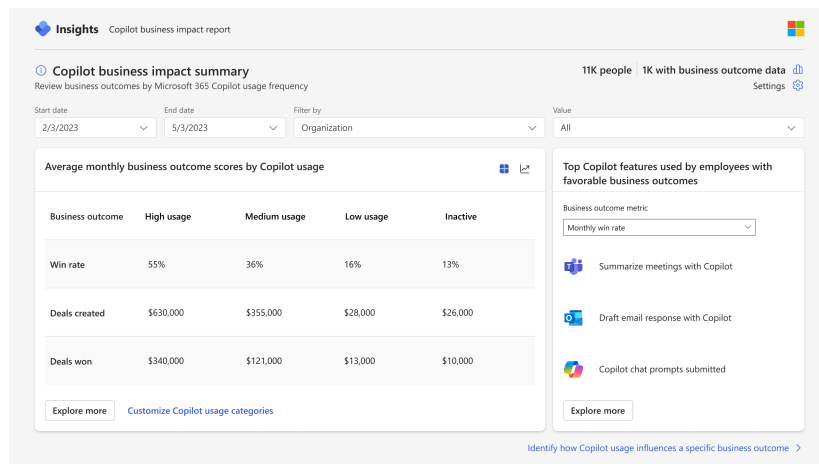 Insights Copilot business impact report
Copilot business impact summary
Review business outcomes by Microsoft 365 Copilot usage frequency
11K people 1K with business outcome data
Settings
Start date End date Filter by Value
2/3/2023 5/3/2023 Organization All
Average monthly business outcome scores by Copilot usage
Business outcome High usage Medium usage Low usage Inactive
Win rate 55% 36% 16% 13%
Deals created $630,000 $355,000 $28,000 $26,000
Deals won $340,000 $121,000 $13,000 $10,000
Explore more Customize Copilot usage categories
Top Copilot features used by employees with
favorable business outcomes
Business outcome metric
Monthly win rate
Summarize meetings with Copilot
Draft email response with Copilot
Copilot chat prompts submitted
Explore more
Identify how Copilot usage influences a specific business outcome